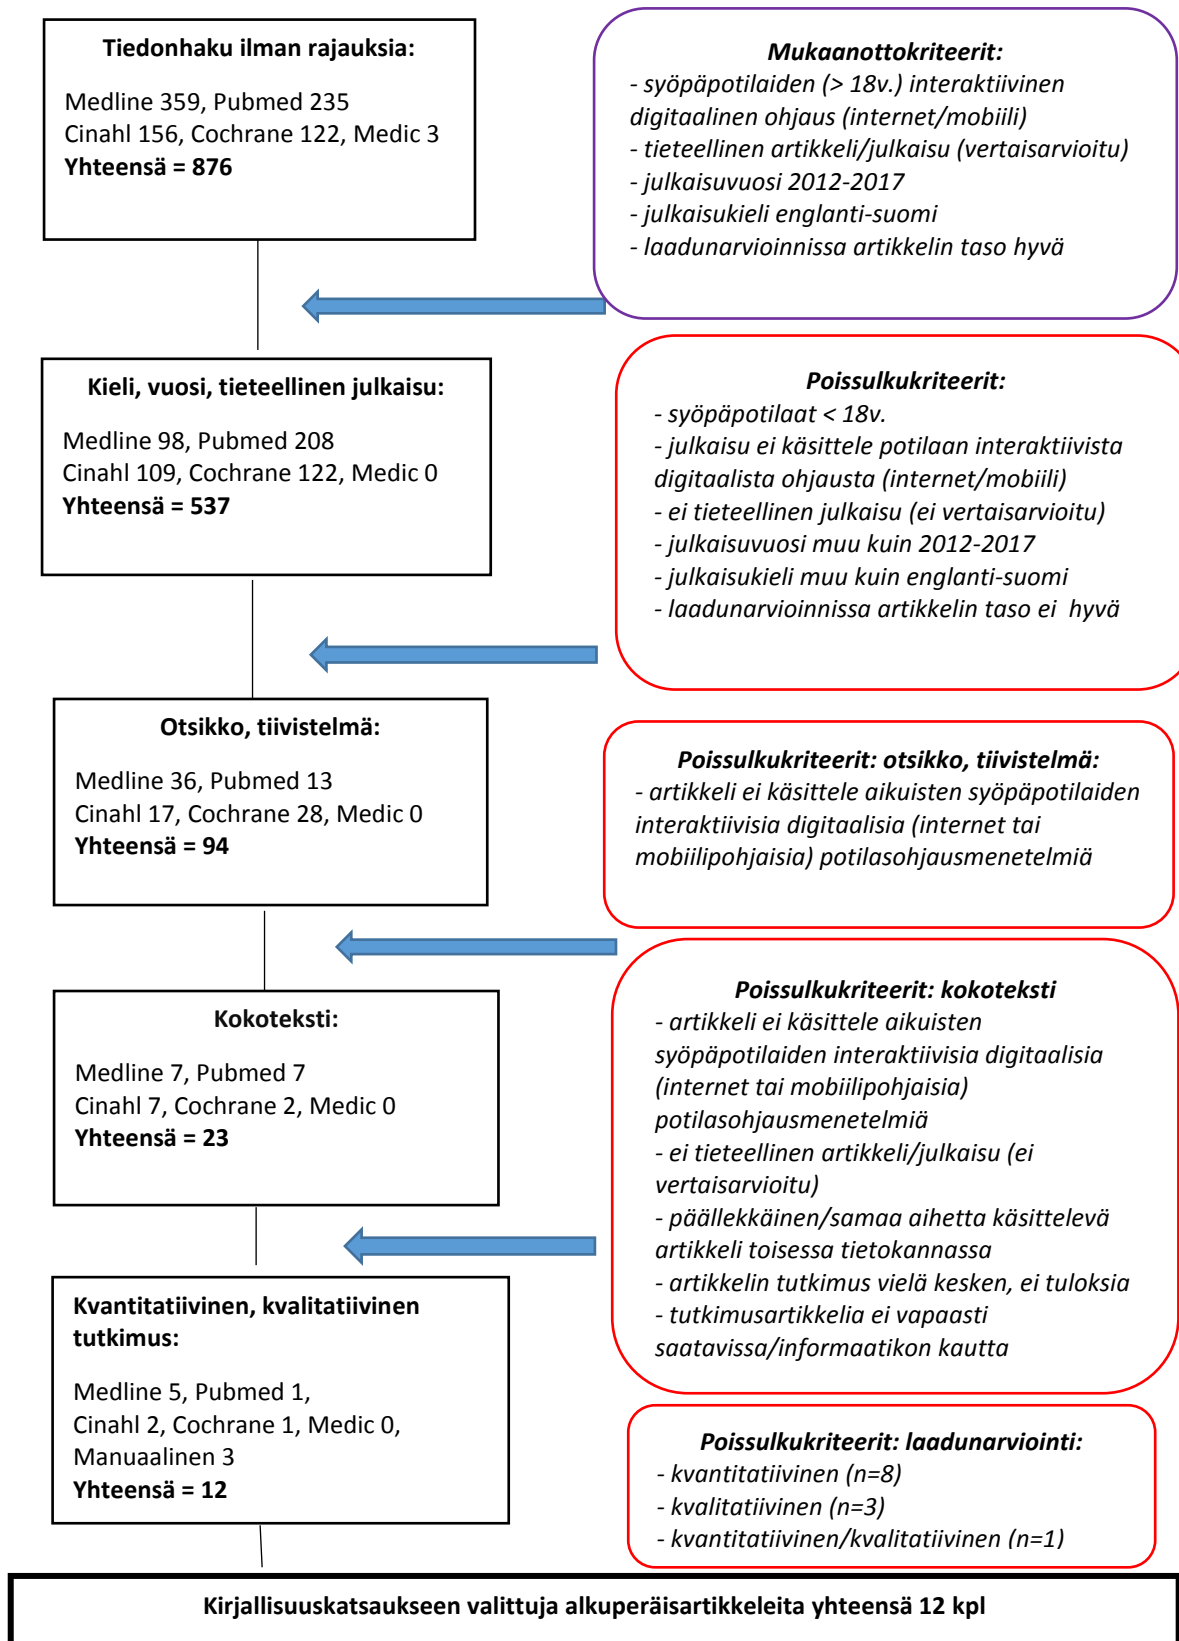 Tiedonhaku ilman rajauksia:
Medline 359, Pubmed 235
Cinahl 156, Cochrane 122, Medic 3
Yhteensä = 876
Mukaanottokriteerit:
- syöpäpotilaiden (> 18v.) interaktiivinen
digitaalinen ohjaus (internet/mobiili)
- tieteellinen artikkeli/julkaisu (vertaisarvioitu)
- julkaisuvuosi 2012-2017
- julkaisukieli englanti-suomi
- laadunarvioinnissa artikkelin taso hyvä
Kieli, vuosi, tieteellinen julkaisu:
Medline 98, Pubmed 208
Cinahl 109, Cochrane 122, Medic 0
Yhteensä = 537
Poissulkukriteerit:
- syöpäpotilaat < 18v.
- julkaisu ei käsittele potilaan interaktiivista
digitaalista ohjausta (internet/mobiili)
- ei tieteellinen julkaisu (ei vertaisarvioitu)
- julkaisuvuosi muu kuin 2012-2017
- julkaisukieli muu kuin englanti-suomi
- laadunarvioinnissa artikkelin taso ei hyvä
Otsikko, tiivistelmä:
Medline 36, Pubmed 13
Cinahl 17, Cochrane 28, Medic 0
Yhteensä = 94
Poissulkukriteerit: otsikko, tiivistelmä:
- artikkeli ei käsittele aikuisten syöpäpotilaiden
interaktiivisia digitaalisia (internet tai
mobiilipohjaisia) potilasohjausmenetelmiä
Kokoteksti:
Medline 7, Pubmed 7
Cinahl 7, Cochrane 2, Medic 0
Yhteensä = 23
Poissulkukriteerit: kokoteksti
- artikkeli ei käsittele aikuisten
syöpäpotilaiden interaktiivisia digitaalisia
(internet tai mobiilipohjaisia)
potilasohjausmenetelmiä
- ei tieteellinen artikkeli/julkaisu (ei
vertaisarvioitu)
- päällekkäinen/samaa aihetta käsittelevä
artikkeli toisessa tietokannassa
- artikkelin tutkimus vielä kesken, ei tuloksia
- tutkimusartikkelia ei vapaasti
saatavissa/informaatikon kautta
Kvantitatiivinen, kvalitatiivinen
tutkimus:
Medline 5, Pubmed 1,
Cinahl 2, Cochrane 1, Medic 0,
Manuaalinen 3
Yhteensä = 12
Poissulkukriteerit: laadunarviointi:
- kvantitatiivinen (n=8)
- kvalitatiivinen (n=3)
- kvantitatiivinen/kvalitatiivinen (n=1)
Kirjallisuuskatsaukseen valittuja alkuperäisartikkeleita yhteensä 12 kpl